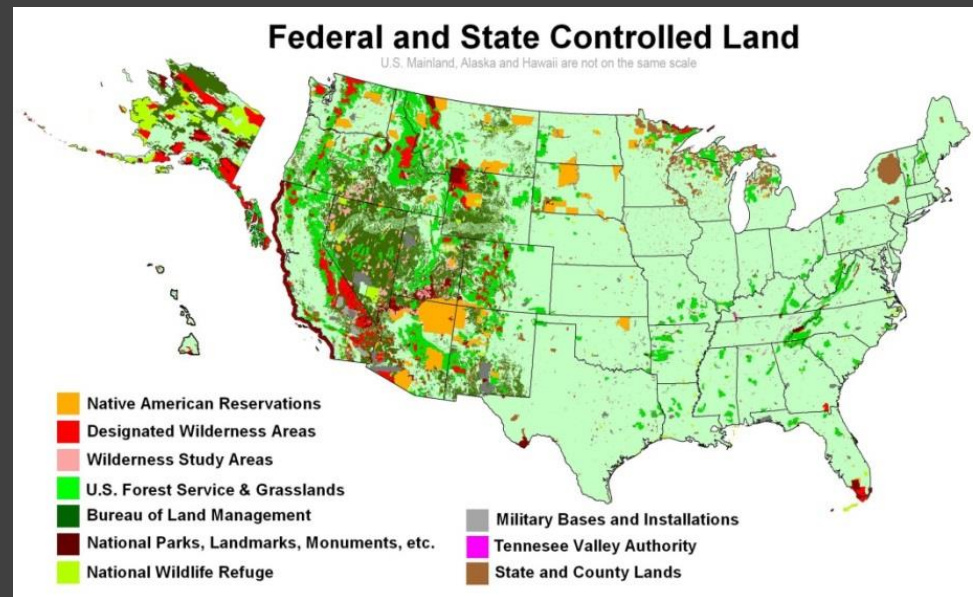 Federal and State Controlled Land
U.S. Mainland, Alaska and Hawaii are not on the same scale
Native American Reservations
Designated Wilderness Areas
Wilderness Study Areas
U.S. Forest Service & Grasslands
Bureau of Land Management
National Parks, Landmarks, Monuments, etc.
National Wildlife Refuge
Military Bases and Installations
Tennesee Valley Authority
State and County Lands